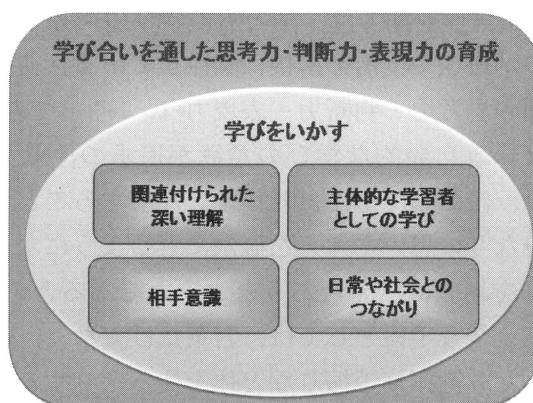 学び合いを通した思考力・判断力・表現力の育成
学びをいかす
関連付けられた
深い理解
主体的な学習者
としての学び
相手意識
日常や社会との
つながり